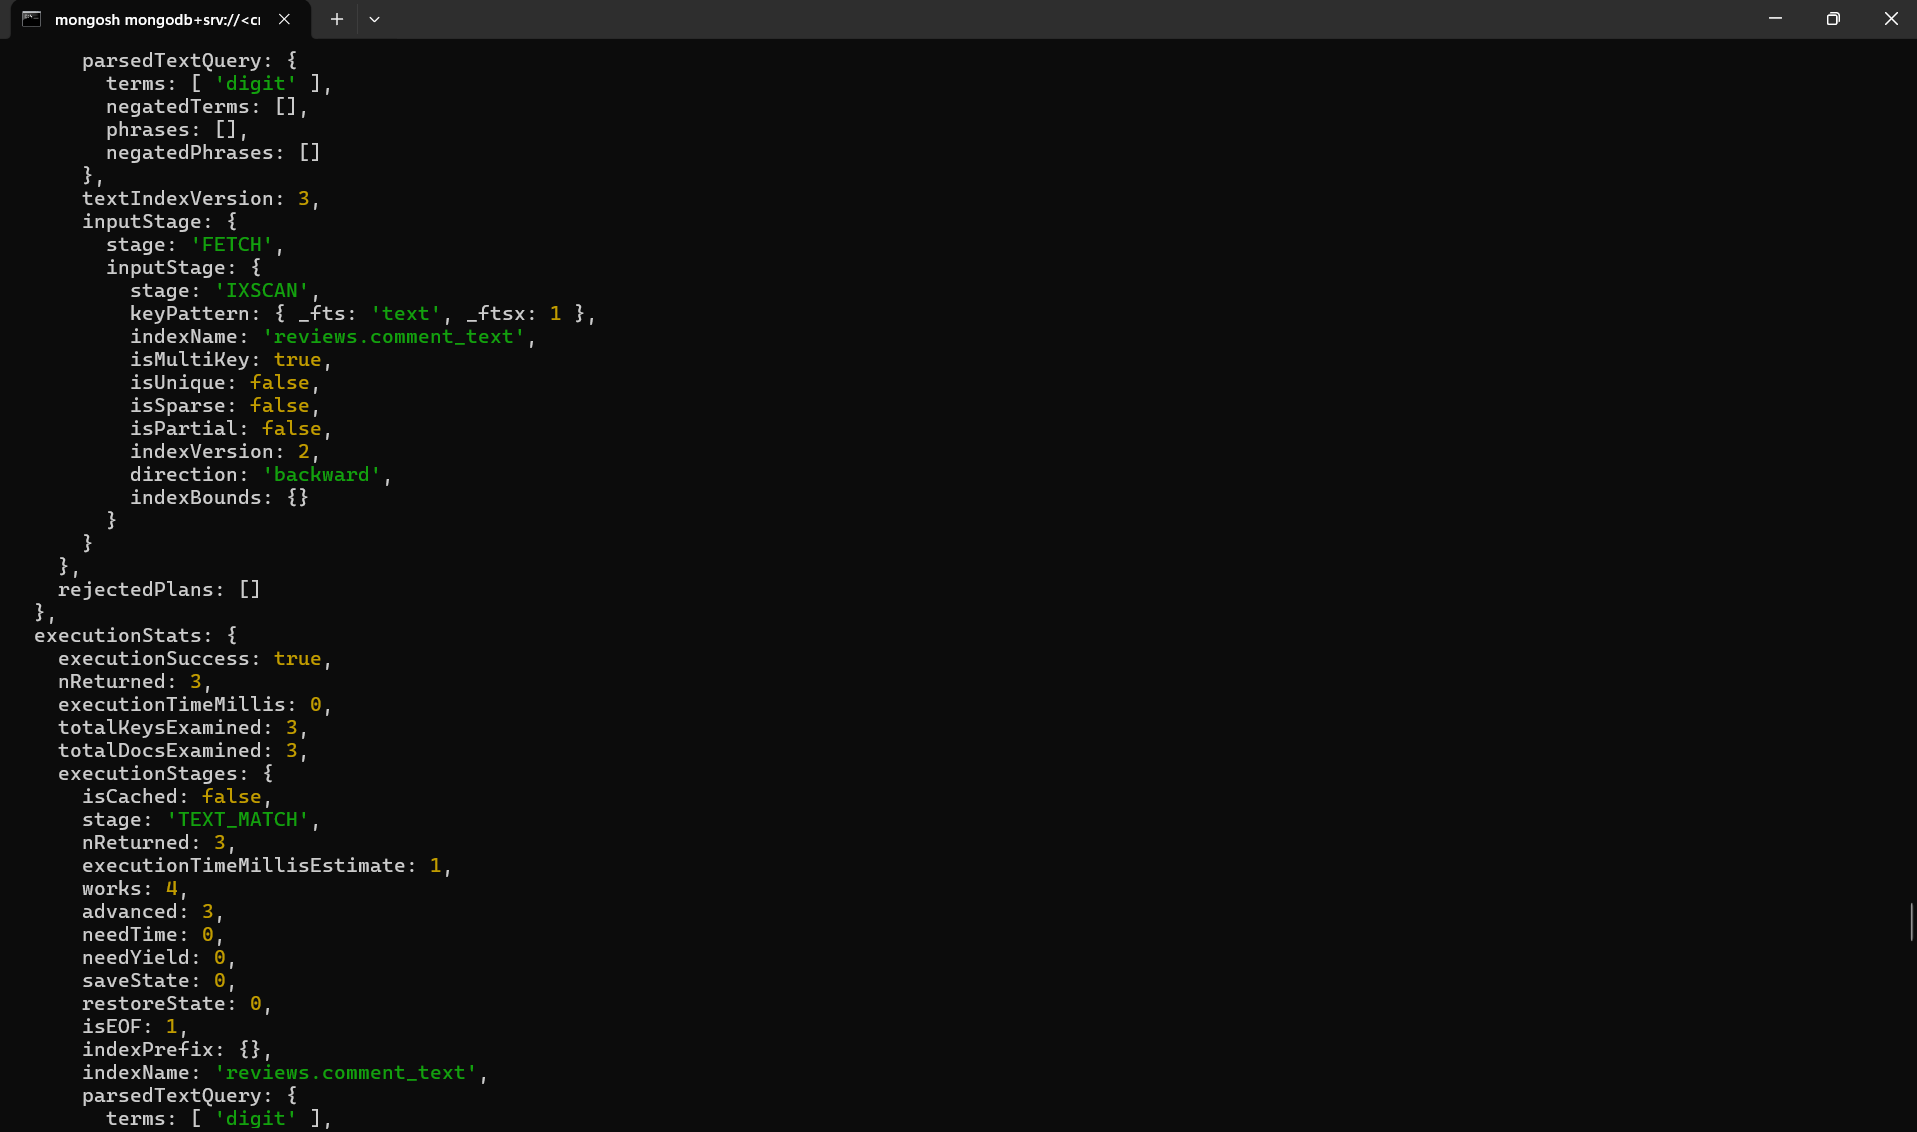 mongosh mongodb+srv://<cr
parsedTextQuery: {
terms: [ 'digit' ],
negatedTerms: [],
phrases: [],
negatedPhrases: []
},
textIndexVersion: 3,
inputStage: {
stage: 'FETCH',
inputStage: {
stage: 'IXSCAN',
keyPattern: { _fts: 'text', _ftsx: 1 },
indexName: 'reviews.comment_text',
isMultiKey: true,
isUnique: false,
isSparse: false,
isPartial: false,
indexVersion: 2,
direction: 'backward',
indexBounds: {}
}
}
},
rejectedPlans: []
},
executionStats: {
executionSuccess: true,
nReturned: 3,
executionTimeMillis: 0,
totalKeysExamined: 3,
totalDocsExamined: 3,
executionStages: {
isCached: false,
stage: 'TEXT_MATCH',
nReturned: 3,
executionTimeMillisEstimate: 1,
works: 4,
advanced: 3,
needTime: 0,
needYield: 0,
saveState: 0,
restoreState: 0,
isEOF: 1,
indexPrefix: {},
indexName: 'reviews.comment_text',
parsedTextQuery: {
terms: [ 'digit' ],